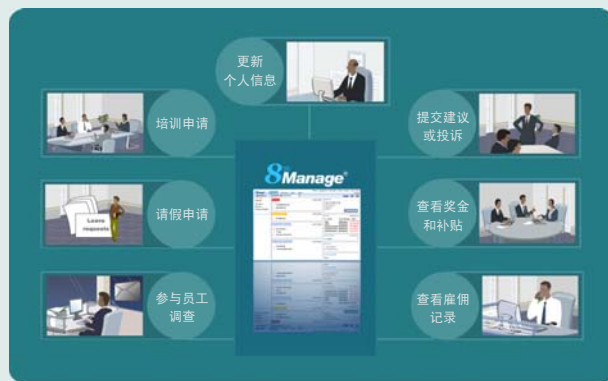 更新
个人信息
培训申请
提交建议
或投诉
8Manage®
请假申请
Leave
requests
查看奖金
和补贴
参与员工
调查
查看雇佣
记录